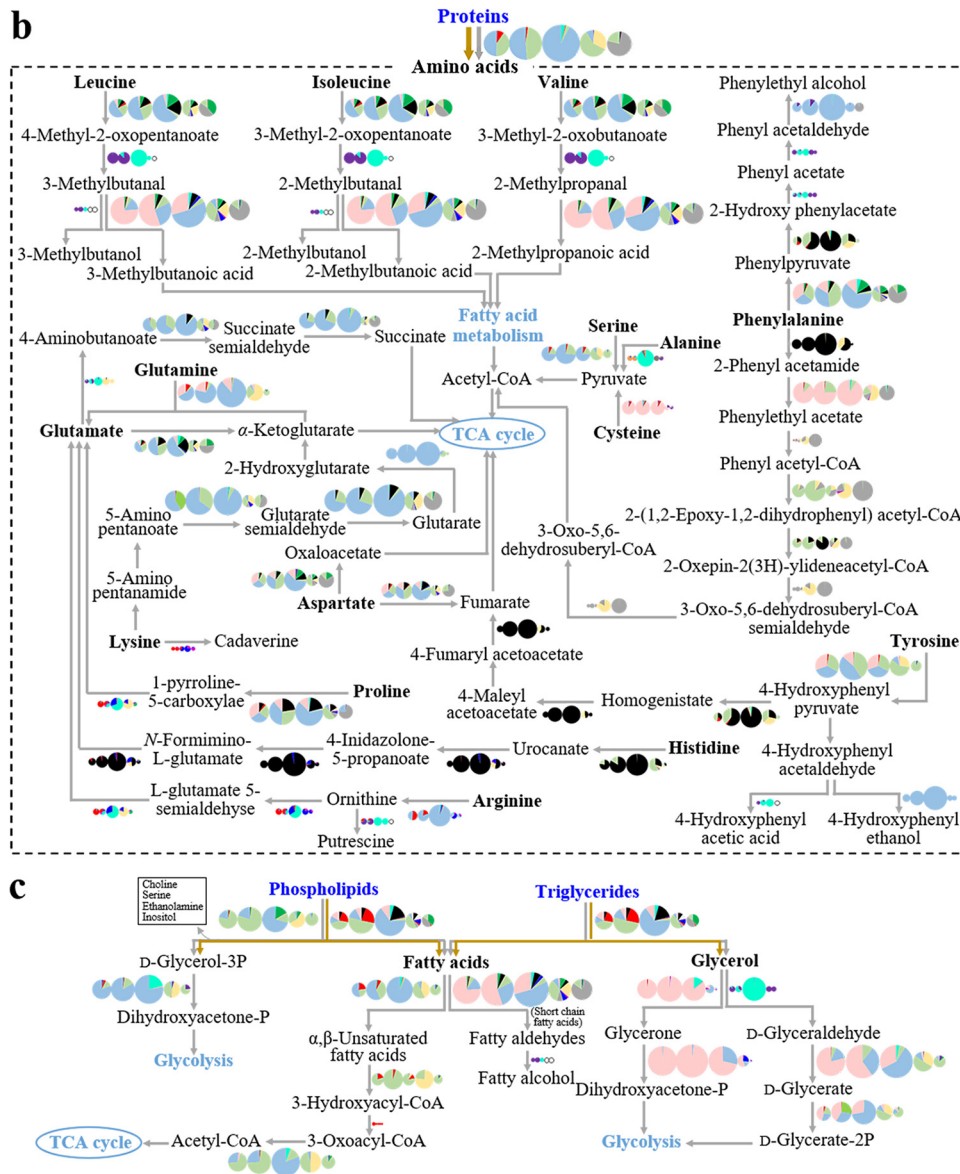 b
Proteins
Amino acids
Leucine
4-Methyl-2-oxopentanoate
3-Methylbutanal
3-Methylbutanol
3-Methylbutanoic acid
Isoleucine
3-Methyl-2-oxopentanoate
2-Methylbutanal
2-Methylbutanol
2-Methylbutanoic acid
Valine
3-Methyl-2-oxobutanoate
2-Methylpropanal
2-Methylpropanoic acid
Phenylethyl alcohol
Phenyl acetaldehyde
Phenyl acetate
2-Hydroxy phenylacetate
Phenylpyruvate
Phenylalanine
2-Phenyl acetamide
Phenylethyl acetate
Phenyl acetyl-CoA
2-(1,2-Epoxy-1,2-dihydrophenyl) acetyl-CoA
2-Oxepin-2(3H)-ylideneacetyl-CoA
3-Oxo-5,6-dehydrosuberyl-CoA
semialdehyde
Fatty acid
metabolism
4-Aminobutanoate
Succinate
semialdehyde
Succinate
Serine
Alanine
Acetyl-CoA
Pyruvate
Cysteine
Glutamine
Glutamate
α-Ketoglutarate
TCA cycle
2-Hydroxyglutarate
5-Amino
pentanoate
Glutarate
semialdehyde
Glutarate
3-Oxo-5,6-
dehydrosuberyl-CoA
Oxaloacetate
5-Amino
pentanamide
Aspartate
Fumarate
Lysine
Cadaverine
4-Fumaryl acetoacetate
Tyrosine
1-pyrroline-
5-carboxylae
Proline
4-Maleyl
acetoacetate
Homogenistate
4-Hydroxyphenyl
pyruvate
N-Formimino-
L-glutamate
4-Inidazolone-
5-propanoate
Urocanate
Histidine
4-Hydroxyphenyl
acetaldehyde
L-glutamate 5-
semialdehyse
Ornithine
Arginine
Putrescine
4-Hydroxyphenyl
acetic acid
4-Hydroxyphenyl
ethanol
c
Choline
Serine
Ethanolamine
Inositol
Phospholipids
Triglycerides
D-Glycerol-3P
Fatty acids
Glycerol
Dihydroxyacetone-P
Glycolysis
(Short chain
fatty acids)
α,β-Unsaturated
fatty acids
Fatty aldehydes
Fatty alcohol
3-Hydroxyacyl-CoA
3-Oxoacyl-CoA
Acetyl-CoA
TCA cycle
Glycerone
D-Glyceraldehyde
Dihydroxyacetone-P
D-Glycerate
Glycolysis
D-Glycerate-2P